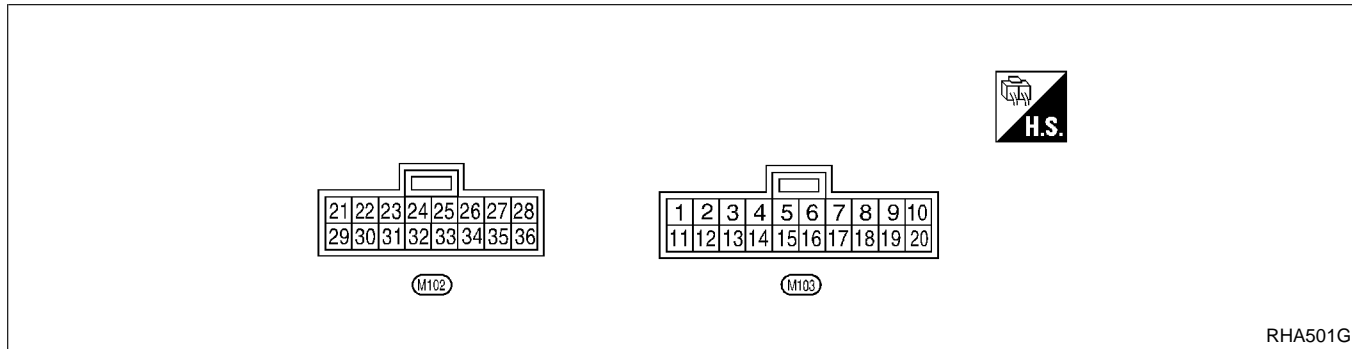 H.S.
21 22 23 24 25 26 27 28
29 30 31 32 33 34 35 36
M102
1 2 3 4 5 6 7 8 9 10
11 12 13 14 15 16 17 18 19 20
M103
RHA501G